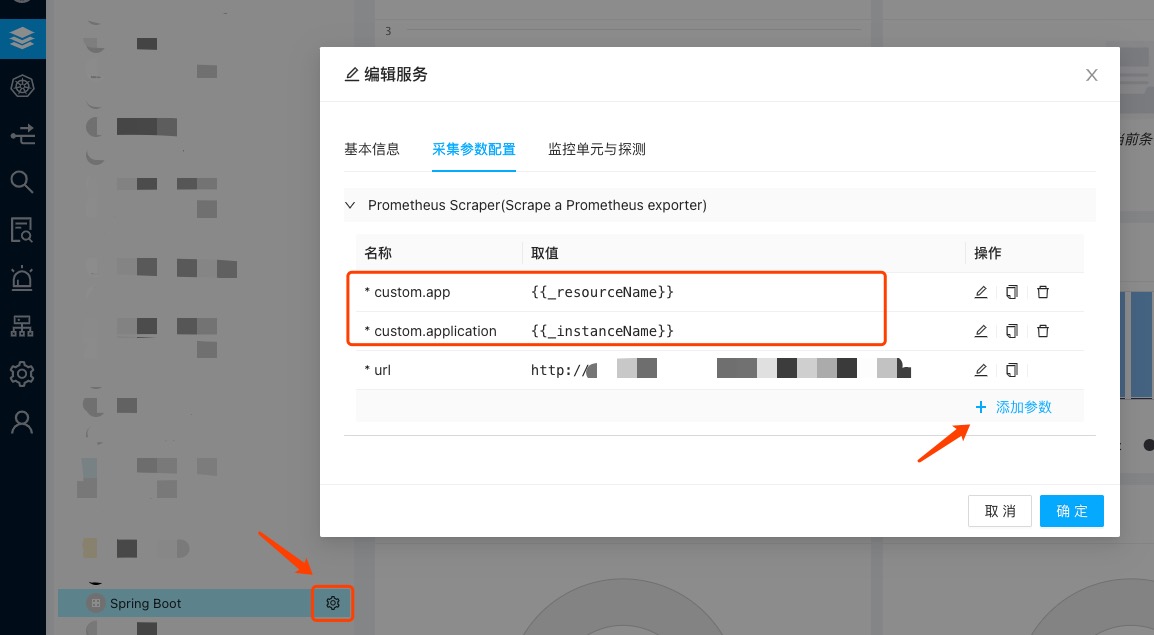 3
编辑服务
基本信息 采集参数配置 监控单元与探测
Prometheus Scraper(Scrape a Prometheus exporter)
名称 取值 操作
* custom.app {{_resourceName}}
* custom.application {{_instanceName}}
* url http://
+ 添加参数
取 消 确 定
前条
Spring Boot